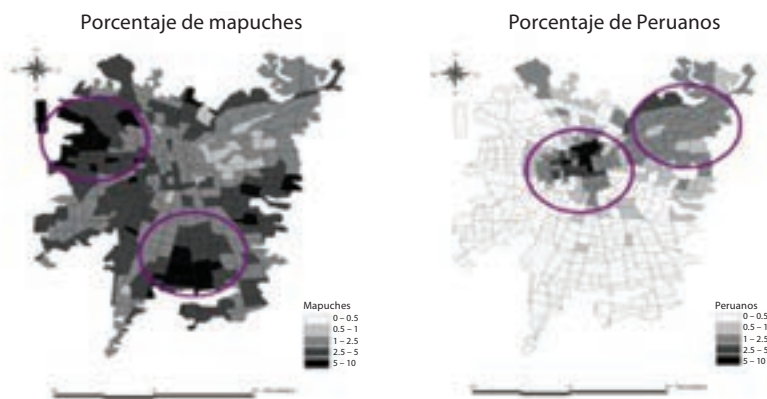 Porcentaje de mapuches
Mapuches
0 – 0.5
0.5 – 1
1 – 2.5
2.5 – 5
5 – 10
Porcentaje de Peruanos
Peruanos
0 – 0.5
0.5 – 1
1 – 2.5
2.5 – 5
5 – 10